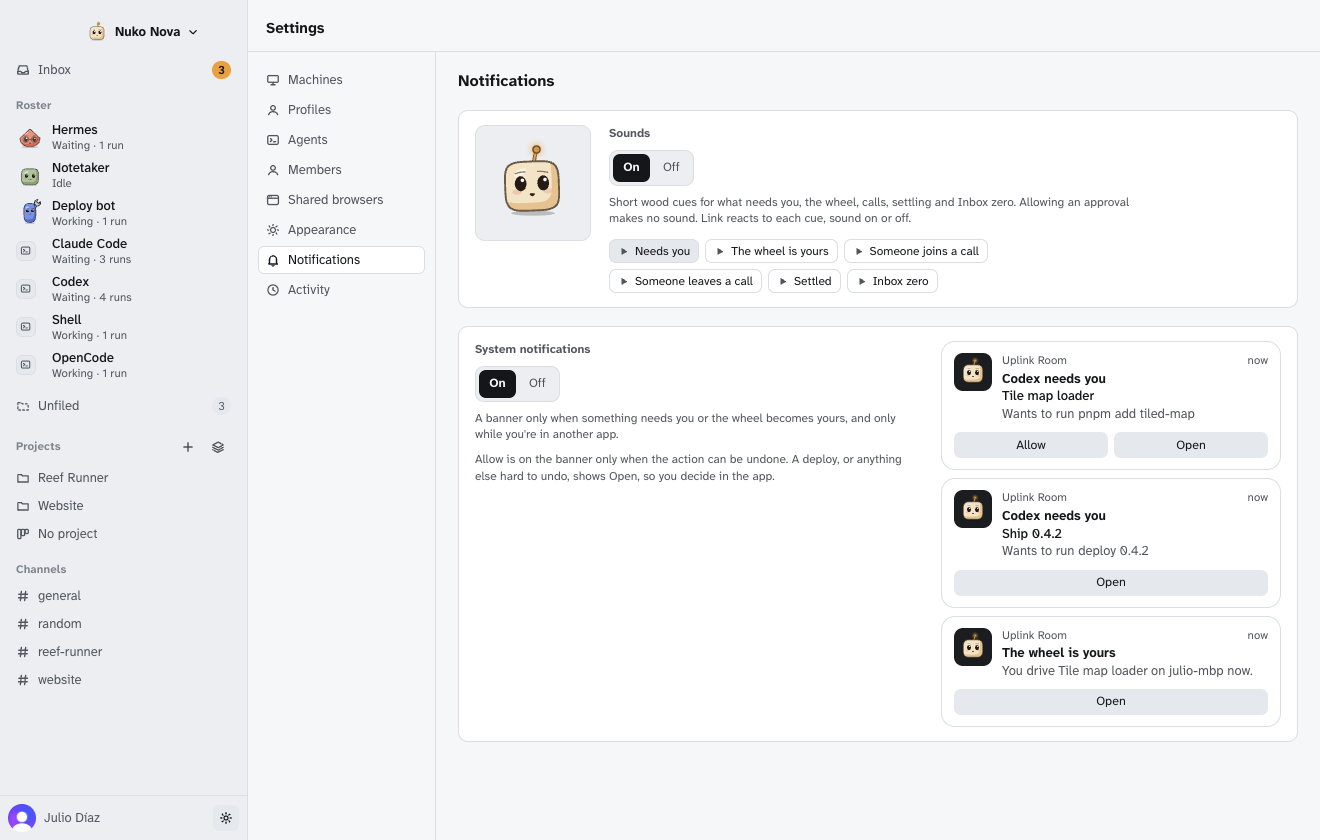 Nuko Nova
Inbox
3
Roster
Hermes
Waiting · 1 run
Notetaker
Idle
Deploy bot
Working · 1 run
Claude Code
Waiting · 3 runs
Codex
Waiting · 4 runs
Shell
Working · 1 run
OpenCode
Working · 1 run
Unfiled
3
Projects
Reef Runner
Website
No project
Channels
# general
# random
# reef-runner
# website
Julio Díaz
Settings
Machines
Profiles
Agents
Members
Shared browsers
Appearance
Notifications
Activity
Notifications
Sounds
On Off
Short wood cues for what needs you, the wheel, calls, settling and Inbox zero. Allowing an approval
makes no sound. Link reacts to each cue, sound on or off.
Needs you
The wheel is yours
Someone joins a call
Someone leaves a call
Settled
Inbox zero
System notifications
On Off
A banner only when something needs you or the wheel becomes yours, and only
while you're in another app.
Allow is on the banner only when the action can be undone. A deploy, or anything
else hard to undo, shows Open, so you decide in the app.
Uplink Room now
Codex needs you
Tile map loader
Wants to run pnpm add tiled-map
Allow Open
Uplink Room now
Codex needs you
Ship 0.4.2
Wants to run deploy 0.4.2
Open
Uplink Room now
The wheel is yours
You drive Tile map loader on julio-mbp now.
Open